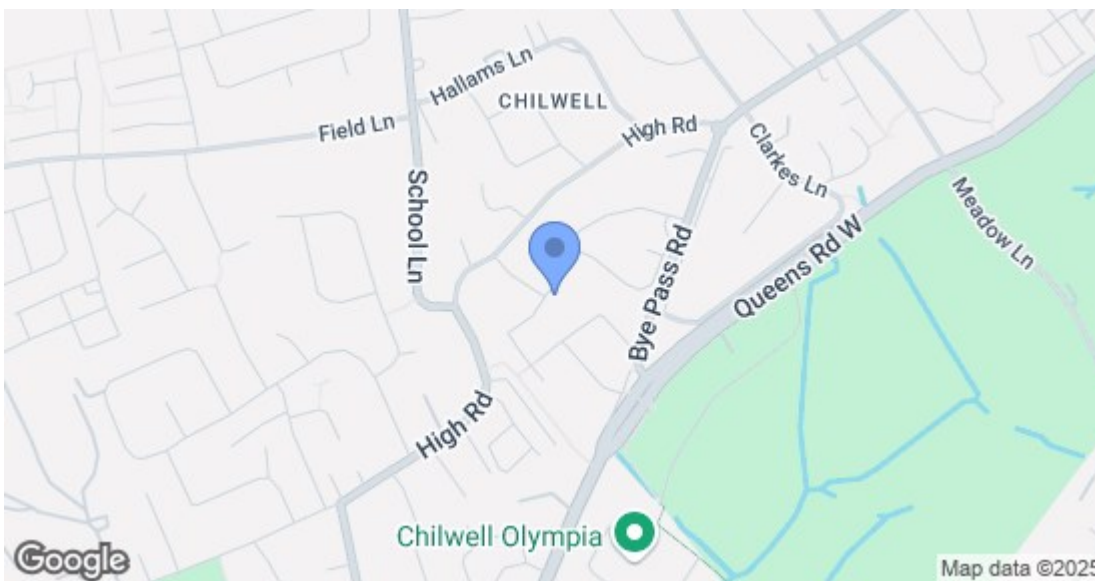 Hallams Ln
CHILWELL
Field Ln
High Rd
Clarkes Ln
School Ln
Meadow Ln
Queens Rd W
Bye Pass Rd
High Rd
Chilwell Olympia
Google
Map data ©2025